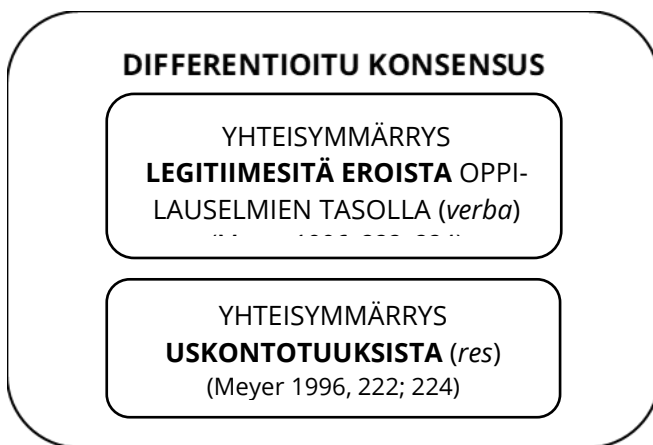 DIFFERENTIOITU KONSENSUS
YHTEISYMMÄRRYS
LEGITIIMESITÄ EROISTA OPPI-
LAUSELMIEN TASOLLA (verba)
YHTEISYMMÄRRYS
USKONTOTUUKSISTA (res)
(Meyer 1996, 222; 224)